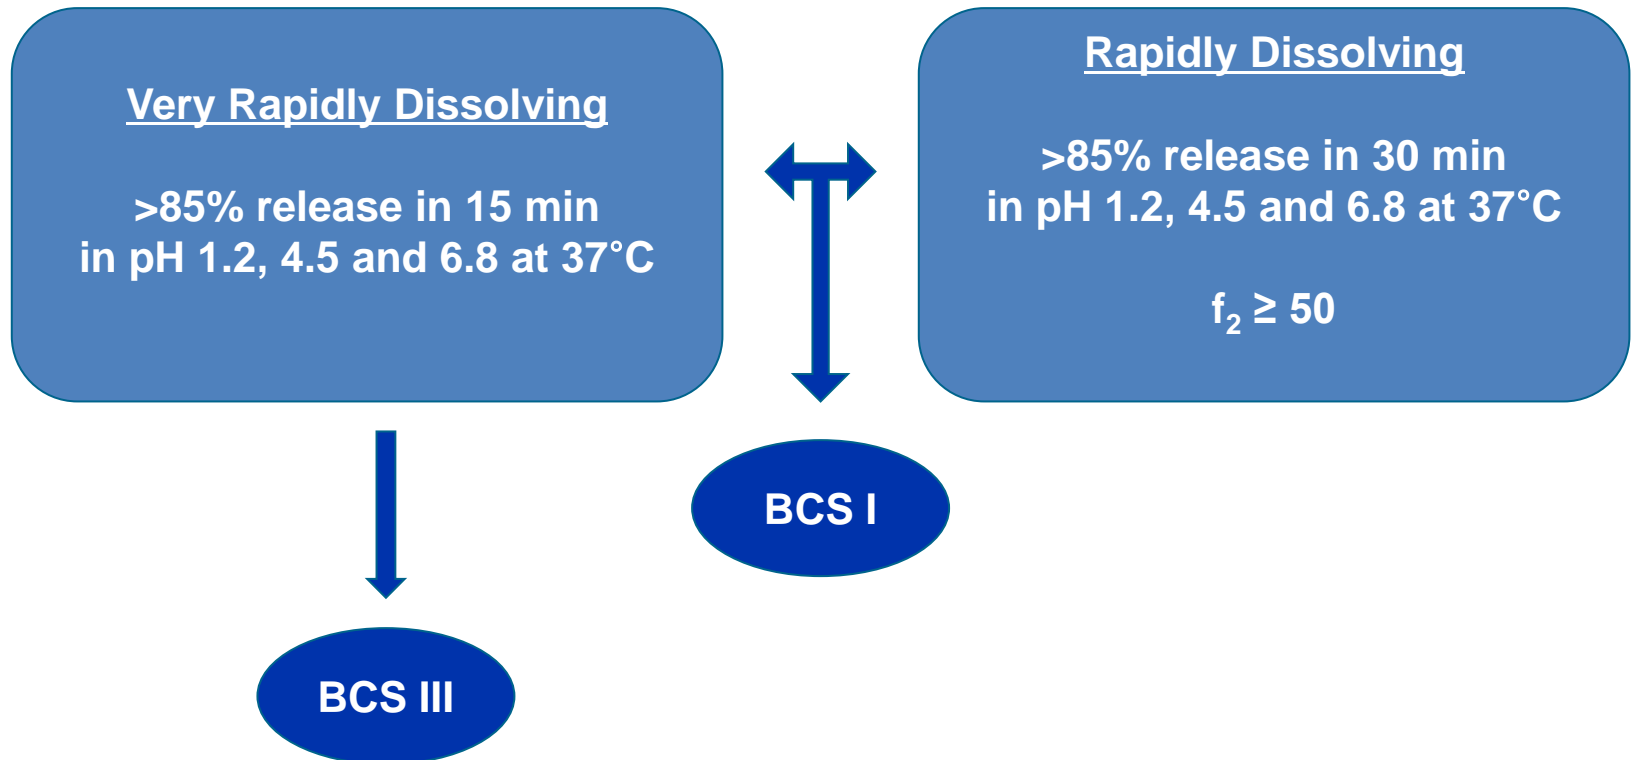 Very Rapidly Dissolving
>85% release in 15 min
in pH 1.2, 4.5 and 6.8 at 37°C
Rapidly Dissolving
>85% release in 30 min
in pH 1.2, 4.5 and 6.8 at 37°C
f₂ ≥ 50
BCS I
BCS III